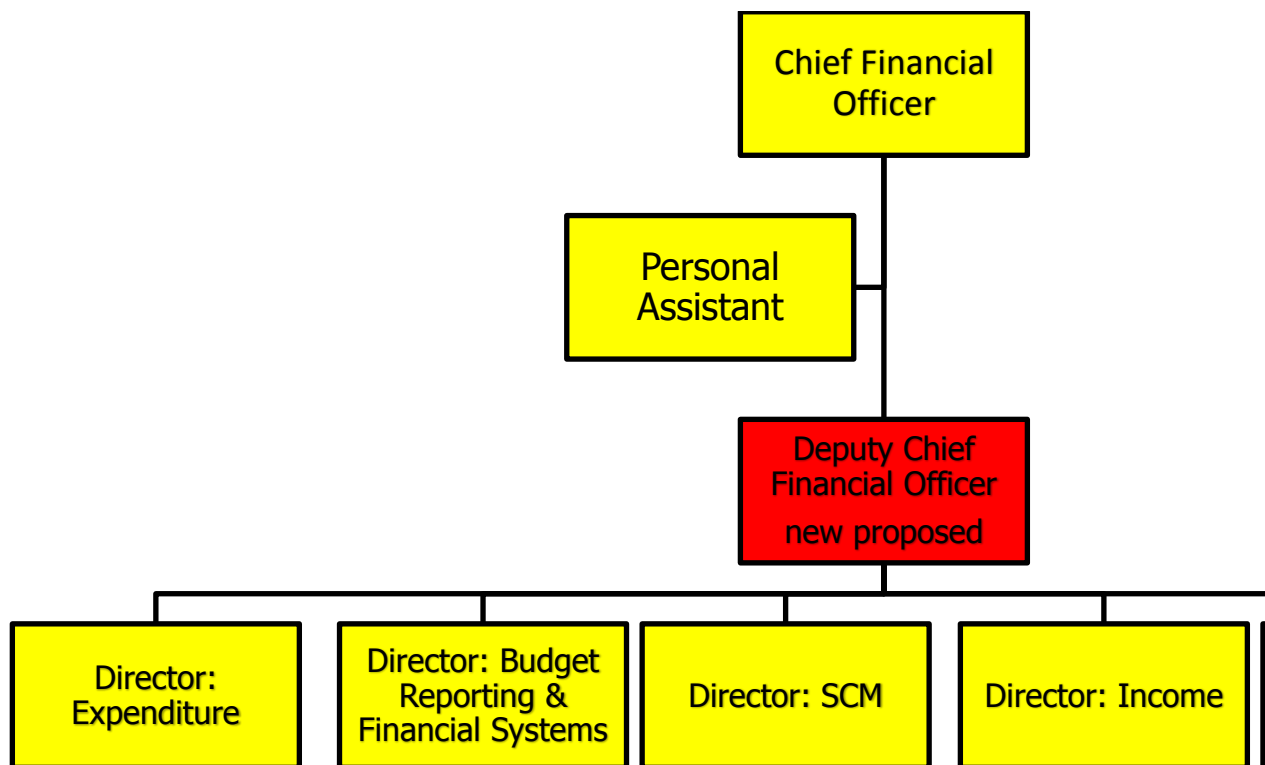 Chief Financial
Officer
Personal
Assistant
Deputy Chief
Financial Officer
new proposed
Director:
Expenditure
Director: Budget
Reporting &
Financial Systems
Director: SCM
Director: Income